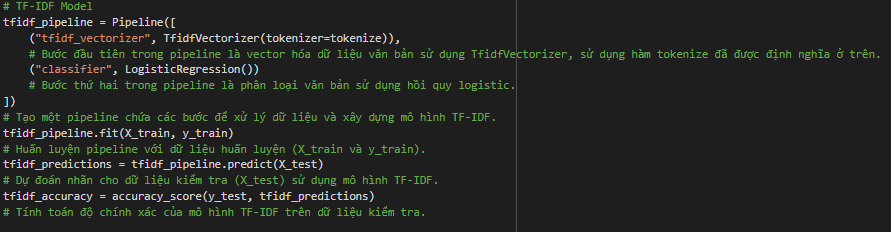 # TF-IDF Model
tfidf_pipeline = Pipeline([
    ("tfidf_vectorizer", TfidfVectorizer(tokenizer=tokenize)),
    # Bước đầu tiên trong pipeline là vector hóa dữ liệu văn bản sử dụng TfidfVectorizer, sử dụng hàm tokenize đã được định nghĩa ở trên.
    ("classifier", LogisticRegression())
    # Bước thứ hai trong pipeline là phân loại văn bản sử dụng hồi quy logistic.
])
# Tạo một pipeline chứa các bước để xử lý dữ liệu và xây dựng mô hình TF-IDF.
tfidf_pipeline.fit(X_train, y_train)
# Huấn luyện pipeline với dữ liệu huấn luyện (X_train và y_train).
tfidf_predictions = tfidf_pipeline.predict(X_test)
# Dự đoán nhãn cho dữ liệu kiểm tra (X_test) sử dụng mô hình TF-IDF.
tfidf_accuracy = accuracy_score(y_test, tfidf_predictions)
# Tính toán độ chính xác của mô hình TF-IDF trên dữ liệu kiểm tra.